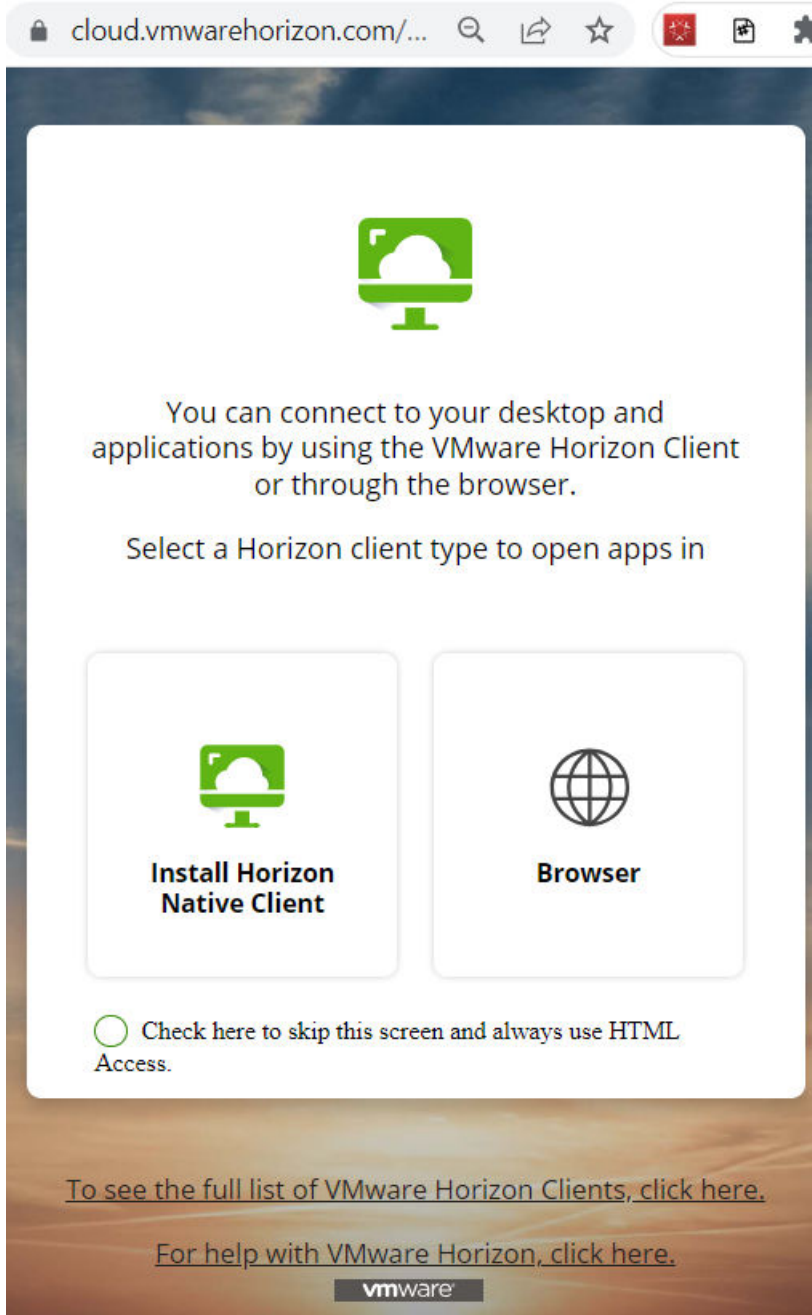 cloud.vmwarehorizon.com/...
You can connect to your desktop and
applications by using the VMware Horizon Client
or through the browser.
Select a Horizon client type to open apps in
Install Horizon
Native Client
Browser
Check here to skip this screen and always use HTML
Access.
To see the full list of VMware Horizon Clients, click here.
For help with VMware Horizon, click here.
vmware